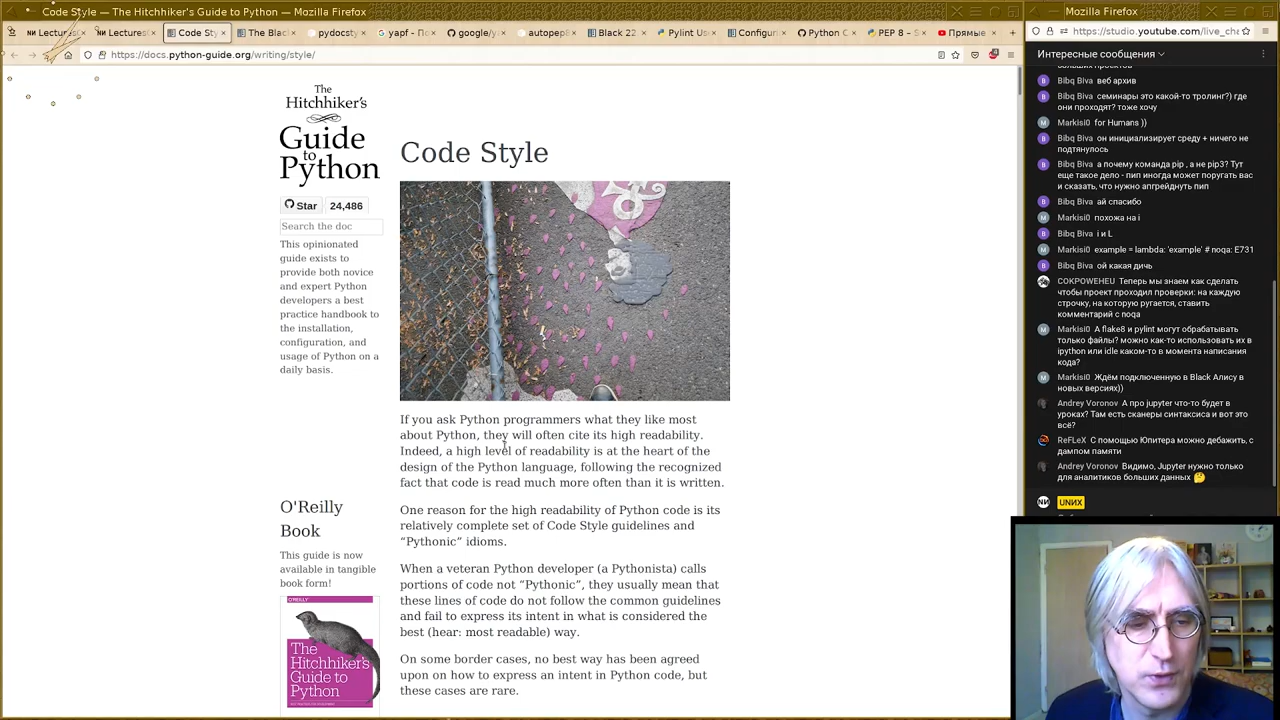 Code Style — The Hitchhiker's Guide to Python — Mozilla Firefox
Mozilla Firefox
NИ Lectures
NИ Lectures
Code Sty
The Blac
pydocsty
yapf - По
google/y
autopep8
Black 22
Pylint Us
Configur
Python C
PEP 8 – S
Прямые
https://docs.python-guide.org/writing/style/
https://studio.youtube.com/live_cha
The
Hitchhiker's
Guide
to
Python
Star 24,486
Search the doc
This opinionated
guide exists to
provide both novice
and expert Python
developers a best
practice handbook to
the installation,
configuration, and
usage of Python on a
daily basis.
O'Reilly
Book
This guide is now
available in tangible
book form!
O'REILLY
The
Hitchhiker's
Guide to
Python
Code Style
If you ask Python programmers what they like most
about Python, they will often cite its high readability.
Indeed, a high level of readability is at the heart of the
design of the Python language, following the recognized
fact that code is read much more often than it is written.
One reason for the high readability of Python code is its
relatively complete set of Code Style guidelines and
“Pythonic” idioms.
When a veteran Python developer (a Pythonista) calls
portions of code not “Pythonic”, they usually mean that
these lines of code do not follow the common guidelines
and fail to express its intent in what is considered the
best (hear: most readable) way.
On some border cases, no best way has been agreed
upon on how to express an intent in Python code, but
these cases are rare.
Интересные сообщения
больших проектов
B Bibq Biva веб архив
B Bibq Biva семинары это какой-то тролинг?) где
они проходят? тоже хочу
M Markisi0 for Humans ))
B Bibq Biva он инициализирует среду + ничего не
подтянулось
B Bibq Biva а почему команда pip , а не pip3? Тут
еще такое дело - пип иногда может поругать вас
и сказать, что нужно апгрейднуть пип
B Bibq Biva ай спасибо
M Markisi0 похожа на i
B Bibq Biva i и L
M Markisi0 example = lambda: 'example' # noqa: E731
B Bibq Biva ой какая дичь
COKPOWEHEU Теперь мы знаем как сделать
чтобы проект проходил проверки: на каждую
строчку, на которую ругается, ставить
комментарий с noqa
M Markisi0 А flake8 и pylint могут обрабатывать
только файлы? можно как-то использовать их в
ipython или idle каком-то в момента написания
кода?
M Markisi0 Ждём подключенную в Black Алису в
новых версиях))
Andrey Voronov А про jupyter что-то будет в
уроках? Там есть сканеры синтаксиса и вот это
всё?
ReFLeX С помощью Юпитера можно дебажить, с
дампом памяти
Andrey Voronov Видимо, Jupyter нужно только
для аналитиков больших данных 🤔
NИ UNИX